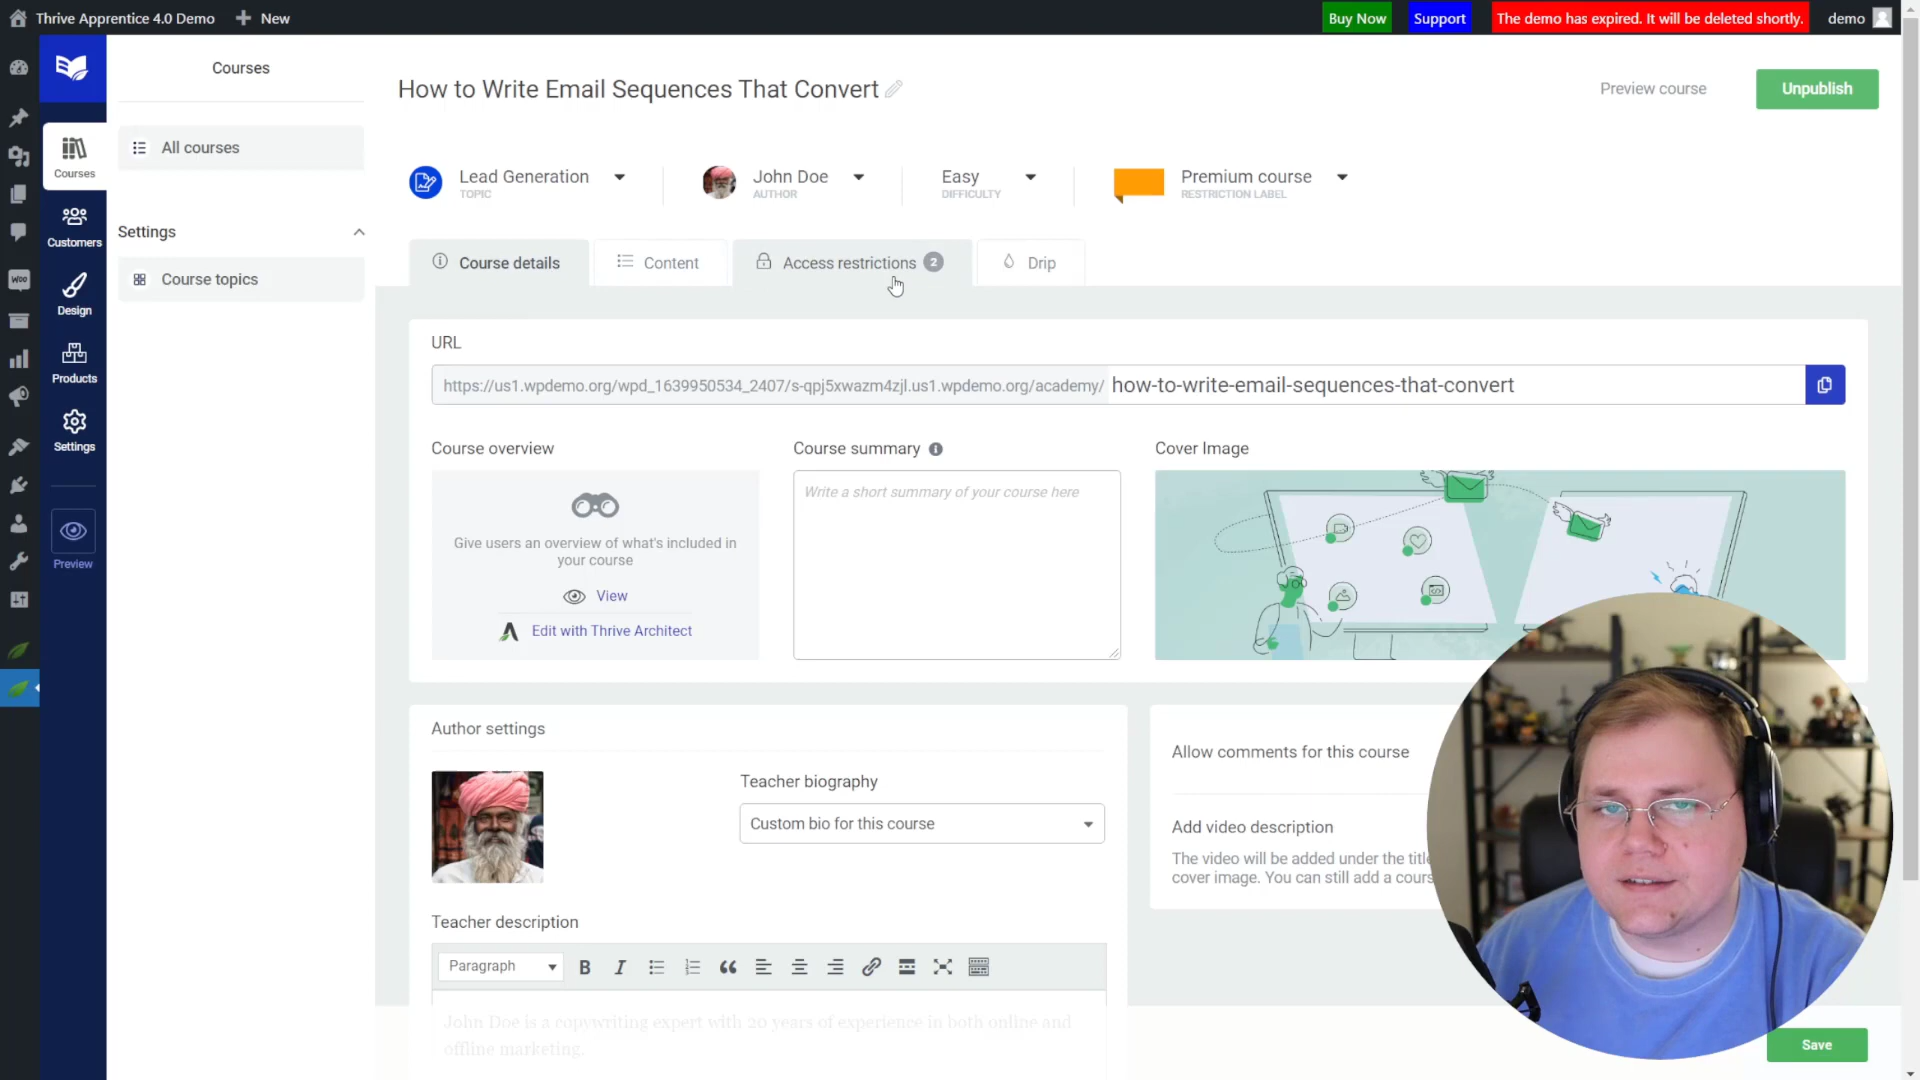 Thrive Apprentice 4.0 Demo
New
Buy Now
Support
The demo has expired. It will be deleted shortly.
demo
Courses
How to Write Email Sequences That Convert
Preview course
Unpublish
All courses
Courses
Lead Generation
TOPIC
John Doe
AUTHOR
Easy
DIFFICULTY
Premium course
RESTRICTION LABEL
Customers
Settings
Course details
Content
Access restrictions
2
Drip
Course topics
Woo
Design
URL
Products
https://us1.wpdemo.org/wpd_1639950534_2407/s-qpj5xwazm4zjl.us1.wpdemo.org/academy/
how-to-write-email-sequences-that-convert
Settings
Course overview
Course summary
Cover Image
Write a short summary of your course here
Preview
Give users an overview of what's included in
your course
View
Edit with Thrive Architect
Author settings
Allow comments for this course
Teacher biography
Custom bio for this course
Add video description
The video will be added under the titl
cover image. You can still add a cours
Teacher description
Paragraph
B
I
John Doe is a copywriting expert with 20 years of experience in both online and
offline marketing.
Save